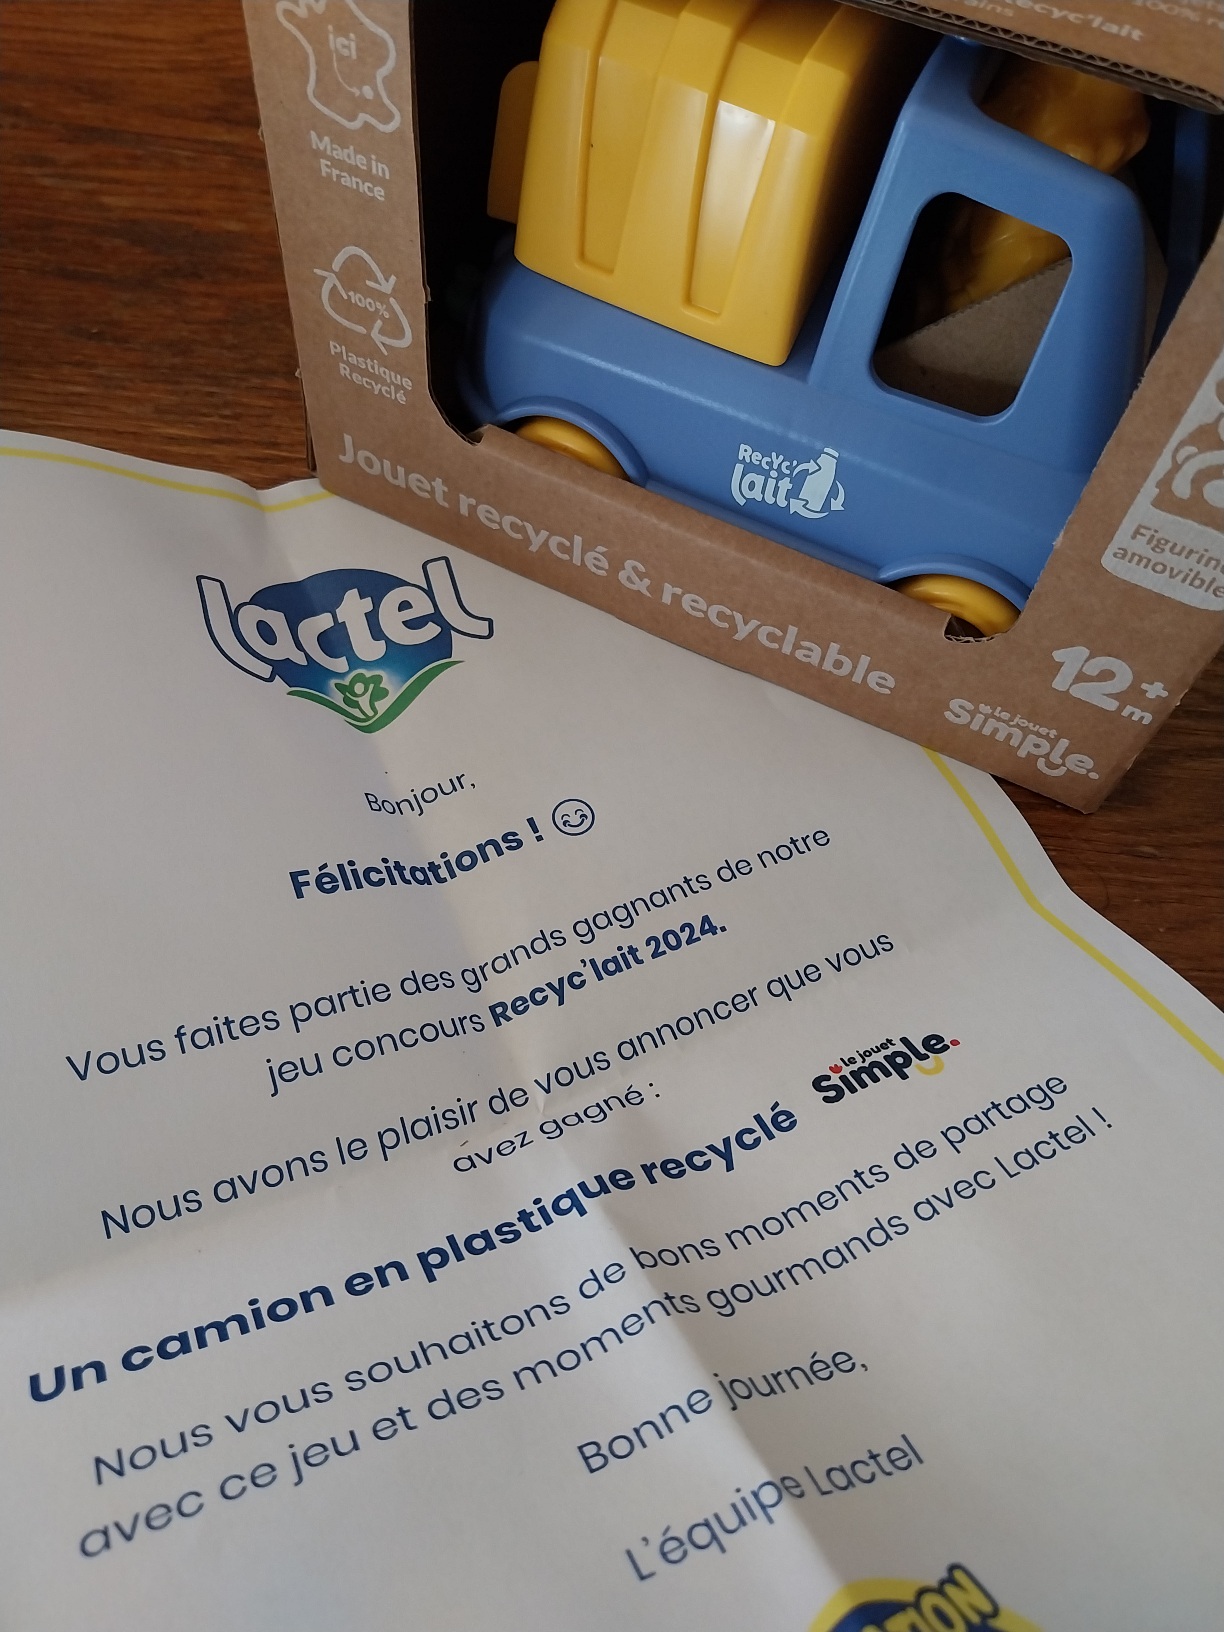 ici
Made in
France
100%
Plastique
Recyclé
Jouet recyclé & recyclable
Recyc'
lait
Figurine
amovible
12+
m
le jouet
Simple.
lactel
Bonjour,
Félicitations !
Vous faites partie des grands gagnants de notre
jeu concours Recyc'lait 2024.
Nous avons le plaisir de vous annoncer que vous
avez gagné :
Un camion en plastique recyclé
le jouet
Simple.
Nous vous souhaitons de bons moments de partage
avec ce jeu et des moments gourmands avec Lactel !
Bonne journée,
L'équipe Lactel